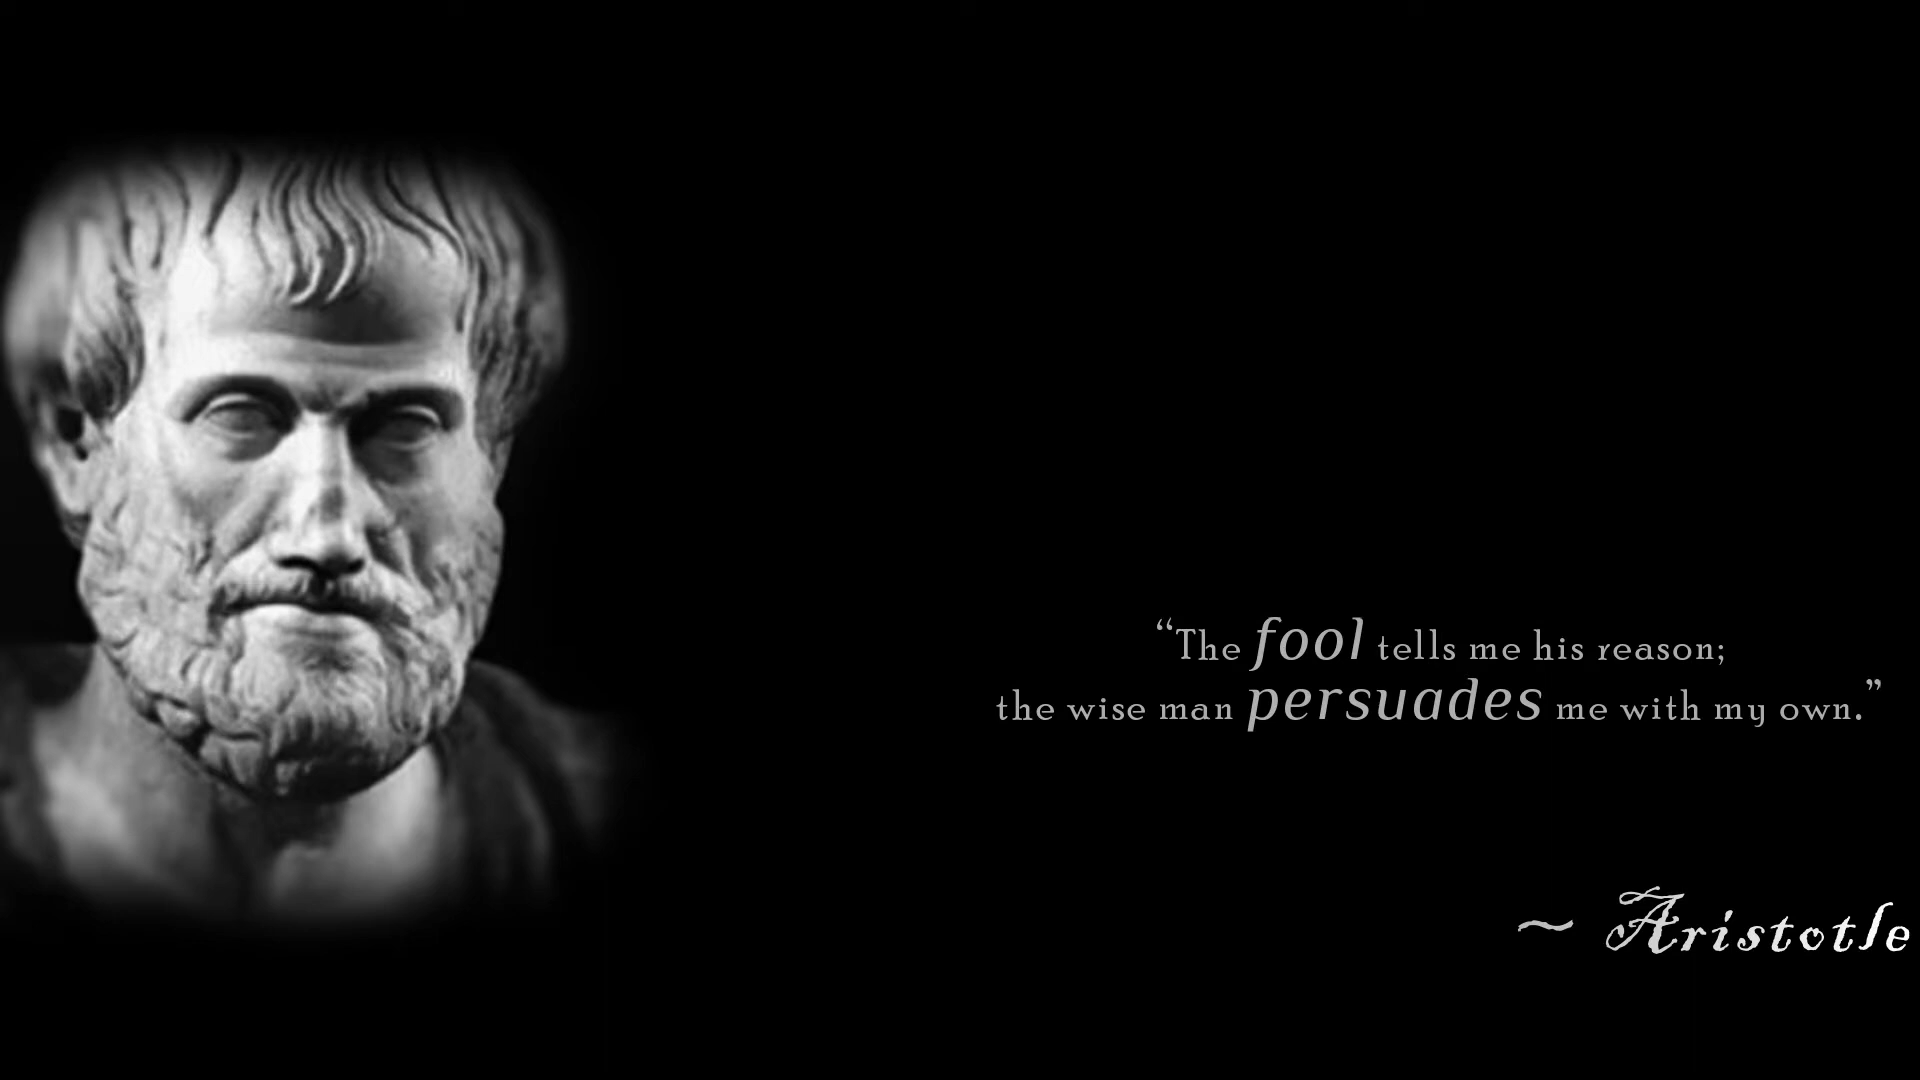 “The fool tells me his reason;
the wise man persuades me with my own.”
~ Aristotle